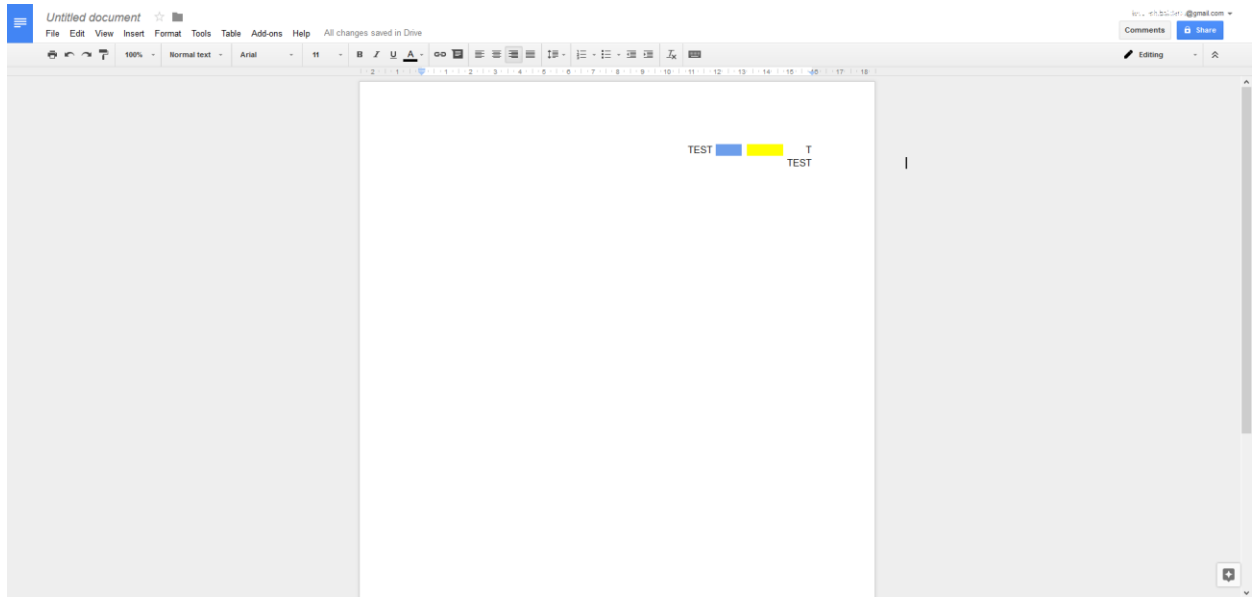 Untitled document
@gmail.com
File Edit View Insert Format Tools Table Add-ons Help All changes saved in Drive
Comments Share
100% Normal text Arial 11 B I U A Editing
2 1 1 2 3 4 5 6 7 8 9 10 11 12 13 14 15 16 17 18
TEST T
TEST